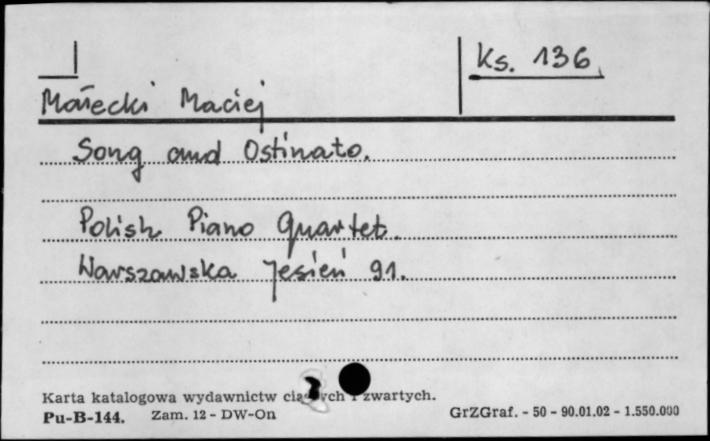 Ks. 136
Małecki Maciej
Song and Ostinato.
Polish Piano Quartet.
Warszawska Jesień 91.
Karta katalogowa wydawnictw ciągłych i zwartych.
Pu-B-144. Zam. 12 - DW-On GrZGraf. - 50 - 90.01.02 - 1.550.000